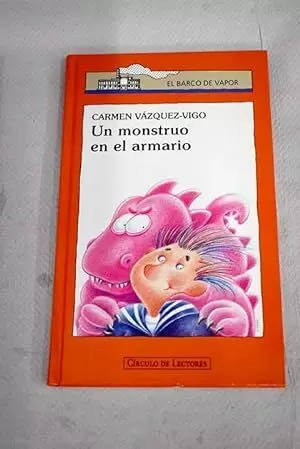 EL BARCO DE VAPOR
CARMEN VÁZQUEZ-VIGO
Un monstruo
en el armario
CÍRCULO DE LECTORES